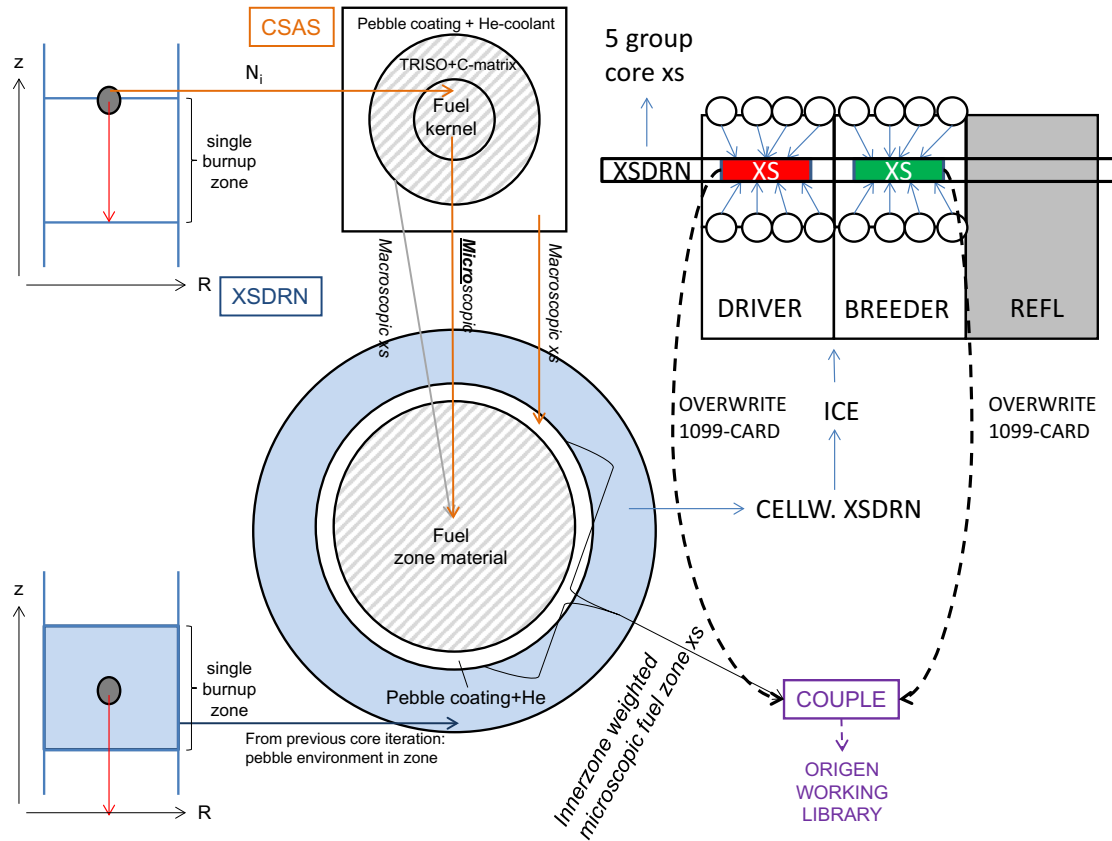 CSAS
Pebble coating + He-coolant
z
N_i
TRISO+C-matrix
Fuel
kernel
single
burnup
zone
R
XSDRN
Macroscopic xs
Microscopic
Macroscopic xs
5 group
core xs
XSDRN
XS
XS
DRIVER
BREEDER
REFL
OVERWRITE
1099-CARD
ICE
OVERWRITE
1099-CARD
CELLW. XSDRN
Fuel
zone material
z
single
burnup
zone
Pebble coating+He
From previous core iteration:
pebble environment in zone
R
Innerzone weighted
microscopic fuel zone xs
COUPLE
ORIGEN
WORKING
LIBRARY